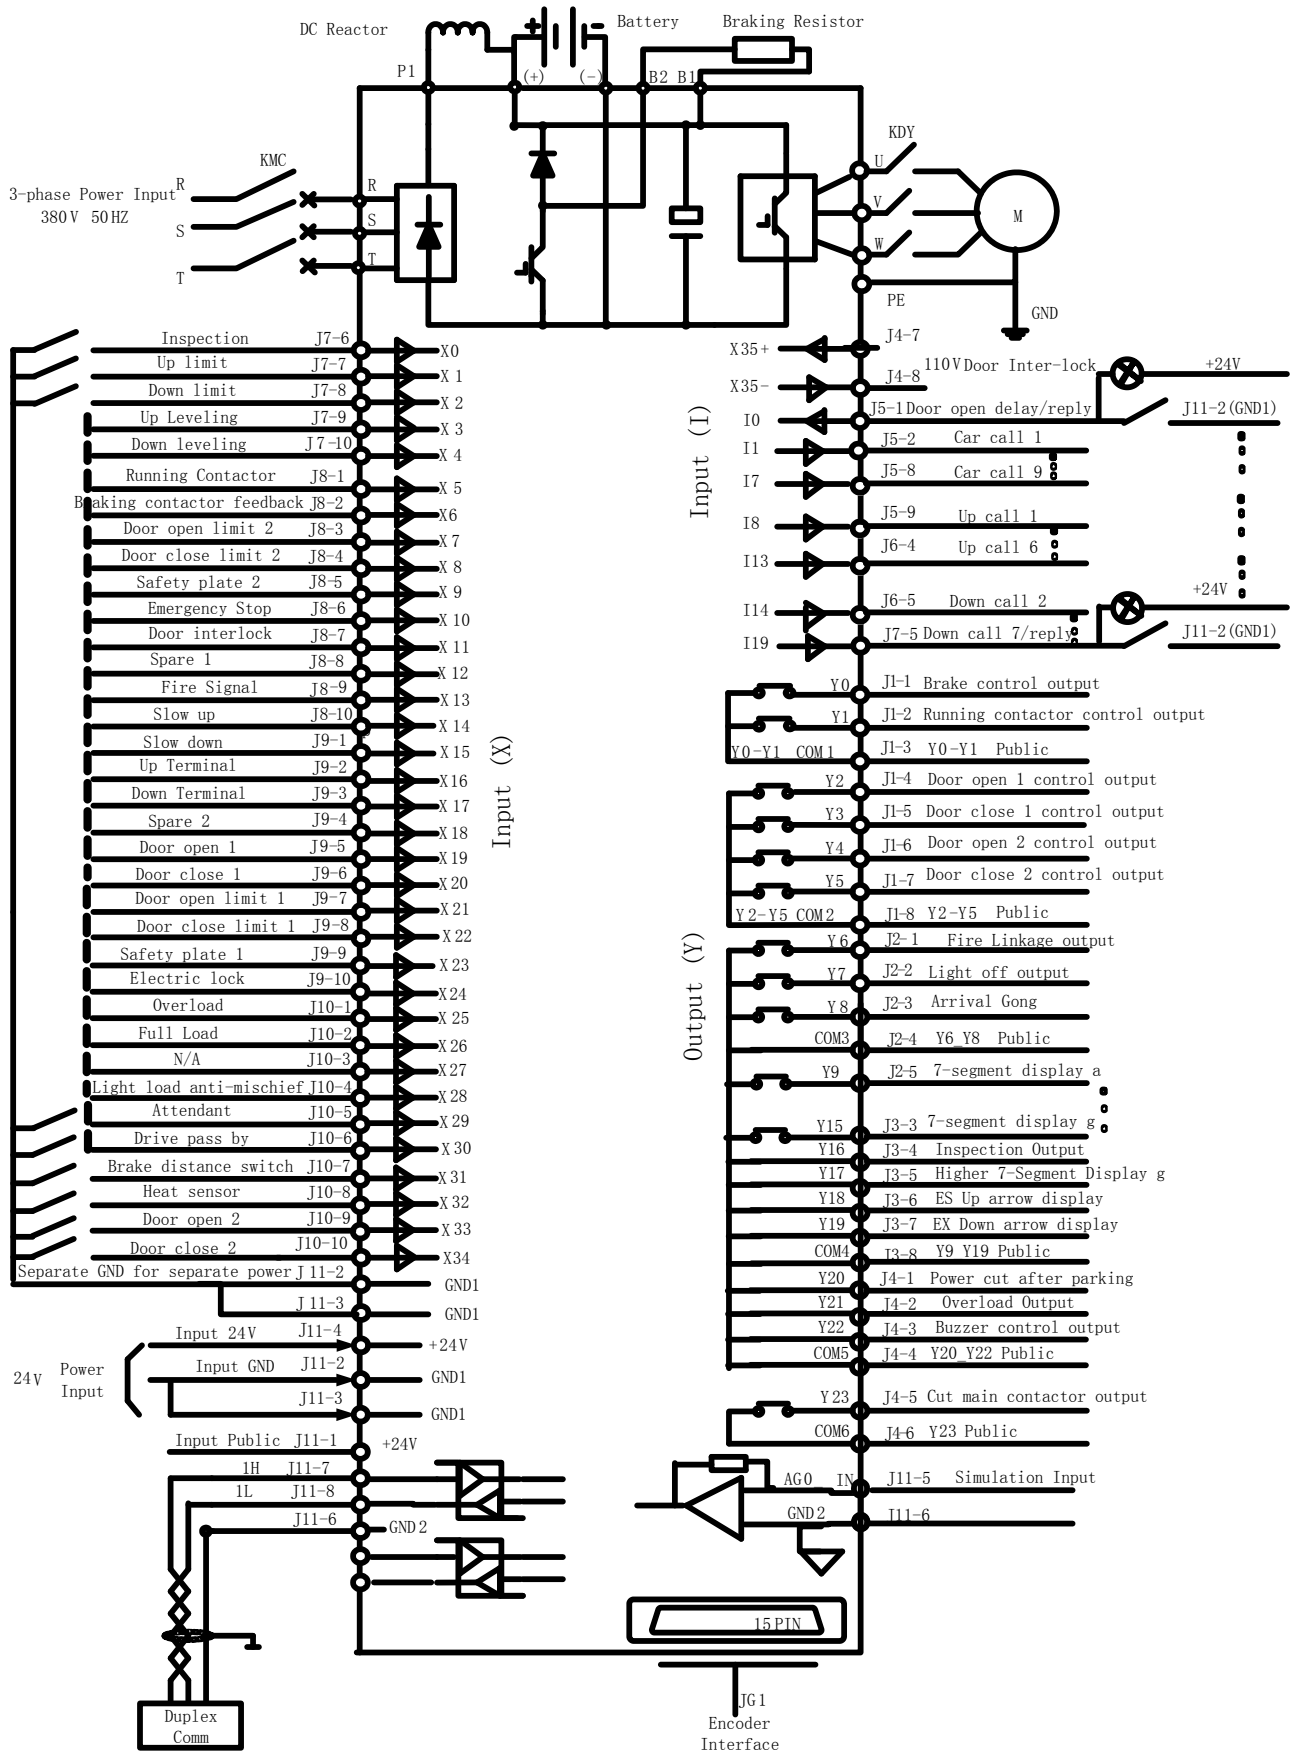 DC Reactor
Battery
Braking Resistor
P1
(+)
(−)
B2 B1
KMC
KDY
3-phase Power Input
380V 50HZ
R
S
T
R
S
T
U
V
W
M
PE
GND
Inspection J7-6 X0
Up limit J7-7 X1
Down limit J7-8 X2
Up Leveling J7-9 X3
Down leveling J7-10 X4
Running Contactor J8-1 X5
Braking contactor feedback J8-2 X6
Door open limit 2 J8-3 X7
Door close limit 2 J8-4 X8
Safety plate 2 J8-5 X9
Emergency Stop J8-6 X10
Door interlock J8-7 X11
Spare 1 J8-8 X12
Fire Signal J8-9 X13
Slow up J8-10 X14
Slow down J9-1 X15
Up Terminal J9-2 X16
Down Terminal J9-3 X17
Spare 2 J9-4 X18
Door open 1 J9-5 X19
Door close 1 J9-6 X20
Door open limit 1 J9-7 X21
Door close limit 1 J9-8 X22
Safety plate 1 J9-9 X23
Electric lock J9-10 X24
Overload J10-1 X25
Full Load J10-2 X26
N/A J10-3 X27
Light load anti-mischief J10-4 X28
Attendant J10-5 X29
Drive pass by J10-6 X30
Brake distance switch J10-7 X31
Heat sensor J10-8 X32
Door open 2 J10-9 X33
Door close 2 J10-10 X34
Separate GND for separate power J11-2 GND1
J11-3 GND1
Input 24V J11-4 +24V
24V Power
Input
Input GND J11-2 GND1
J11-3 GND1
Input Public J11-1 +24V
1H J11-7
1L J11-8
J11-6 GND2
Duplex
Comm
Input (X)
Input (I)
Output (Y)
X35+ J4-7
110V Door Inter-lock
X35- J4-8
+24V
I0 J5-1 Door open delay/reply J11-2(GND1)
I1 J5-2 Car call 1
I7 J5-8 Car call 9
I8 J5-9 Up call 1
I13 J6-4 Up call 6
+24V
I14 J6-5 Down call 2
I19 J7-5 Down call 7/reply J11-2(GND1)
Y0 J1-1 Brake control output
Y1 J1-2 Running contactor control output
Y0-Y1 COM1 J1-3 Y0-Y1 Public
Y2 J1-4 Door open 1 control output
Y3 J1-5 Door close 1 control output
Y4 J1-6 Door open 2 control output
Y5 J1-7 Door close 2 control output
Y2-Y5 COM2 J1-8 Y2-Y5 Public
Y6 J2-1 Fire Linkage output
Y7 J2-2 Light off output
Y8 J2-3 Arrival Gong
COM3 J2-4 Y6_Y8 Public
Y9 J2-5 7-segment display a
Y15 J3-3 7-segment display g
Y16 J3-4 Inspection Output
Y17 J3-5 Higher 7-Segment Display g
Y18 J3-6 ES Up arrow display
Y19 J3-7 EX Down arrow display
COM4 J3-8 Y9_Y19 Public
Y20 J4-1 Power cut after parking
Y21 J4-2 Overload Output
Y22 J4-3 Buzzer control output
COM5 J4-4 Y20_Y22 Public
Y23 J4-5 Cut main contactor output
COM6 J4-6 Y23 Public
AG0 IN J11-5 Simulation Input
GND2 J11-6
15PIN
JG1
Encoder
Interface